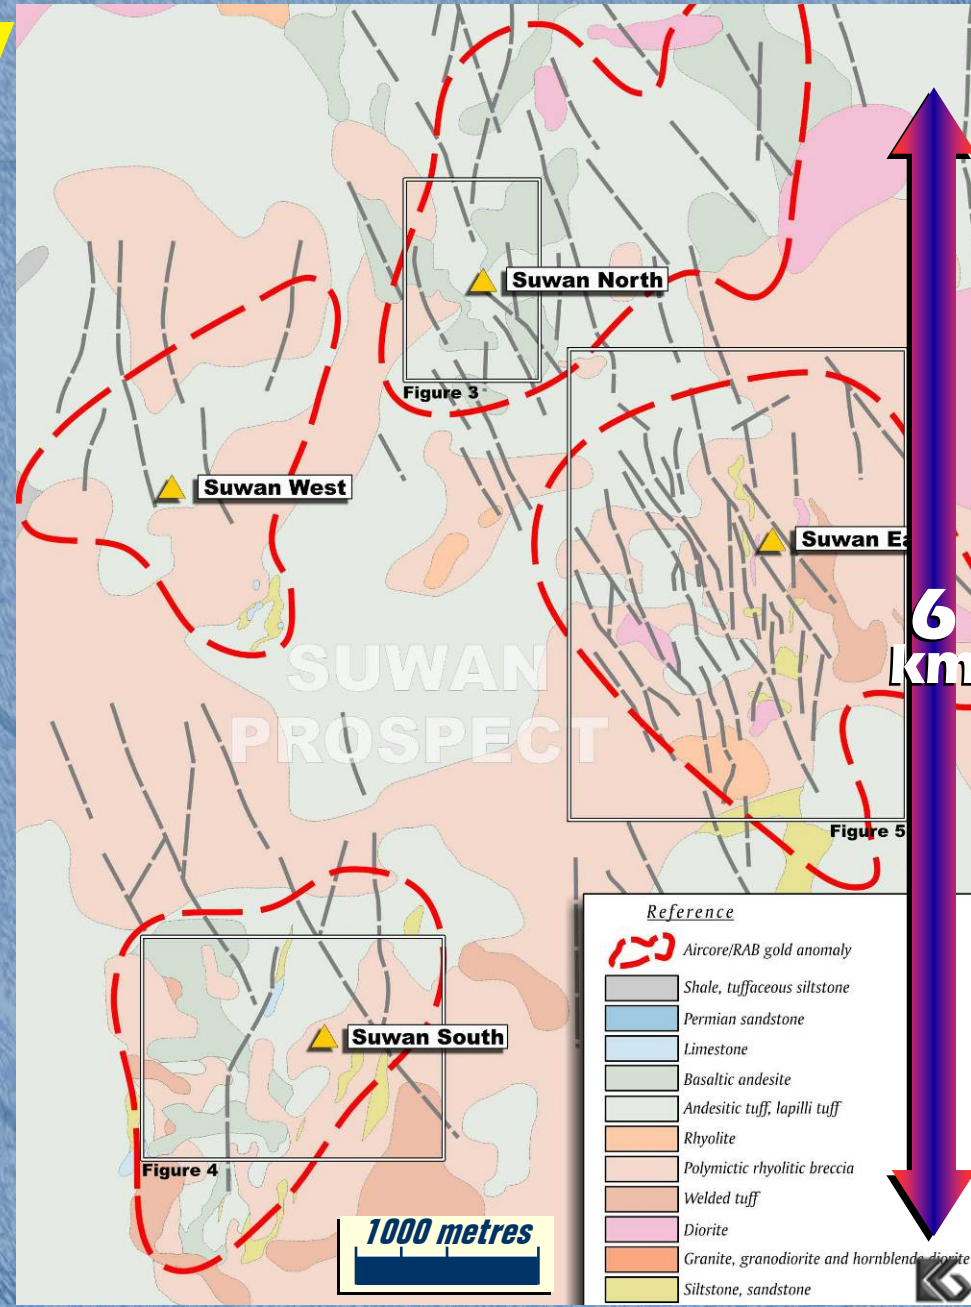 Suwan North
Figure 3
Suwan West
Suwan Ea
6
km
SUWAN
PROSPECT
Figure 5
Suwan South
Figure 4
1000 metres
Reference
Aircore/RAB gold anomaly
Shale, tuffaceous siltstone
Permian sandstone
Limestone
Basaltic andesite
Andesitic tuff, lapilli tuff
Rhyolite
Polymictic rhyolitic breccia
Welded tuff
Diorite
Granite, granodiorite and hornblende diorite
Siltstone, sandstone